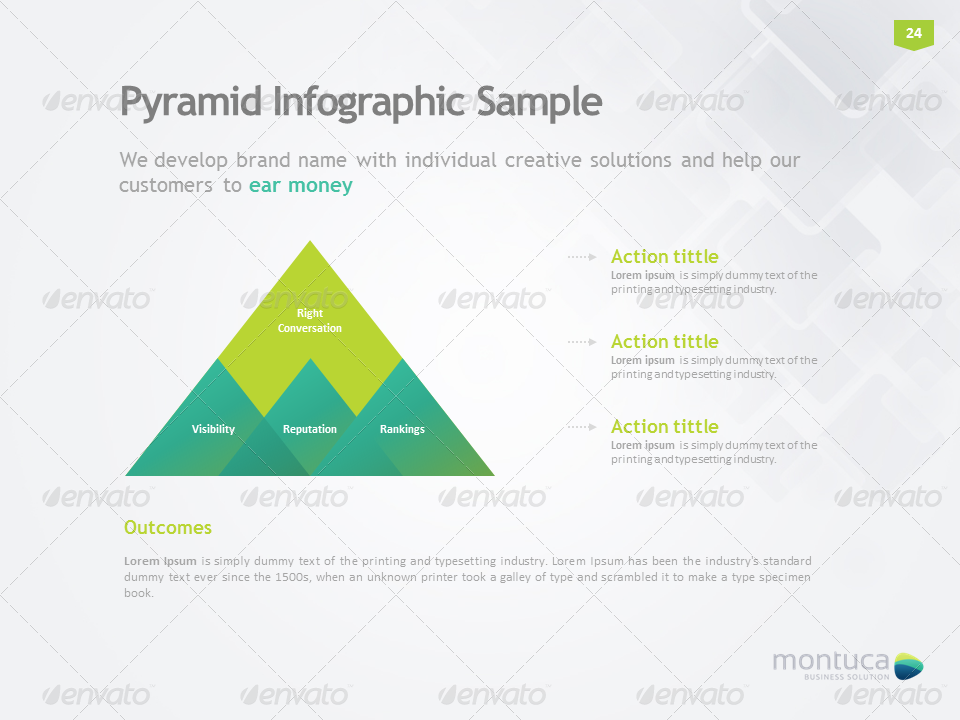 24
Pyramid Infographic Sample
We develop brand name with individual creative solutions and help our
customers to ear money
Right
Conversation
Visibility
Reputation
Rankings
Action tittle
Lorem ipsum is simply dummy text of the
printing and typesetting industry.
Action tittle
Lorem ipsum is simply dummy text of the
printing and typesetting industry.
Action tittle
Lorem ipsum is simply dummy text of the
printing and typesetting industry.
Outcomes
Lorem Ipsum is simply dummy text of the printing and typesetting industry. Lorem Ipsum has been the industry's standard
dummy text ever since the 1500s, when an unknown printer took a galley of type and scrambled it to make a type specimen
book.
montuca
BUSINESS SOLUTION
envato envato envato envato envato
envato envato envato envato envato
envato envato envato envato envato
envato envato envato envato envato